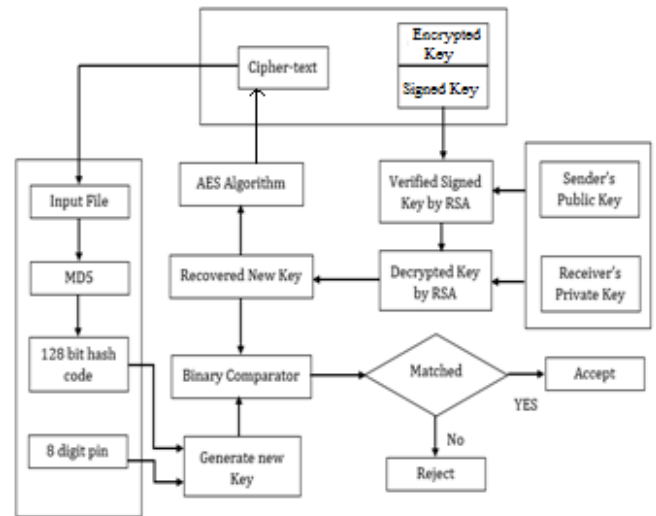 Encrypted
Key
Signed Key
Cipher-text
AES Algorithm
Verified Signed
Key by RSA
Sender's
Public Key
Input File
MD5
Recovered New Key
Decrypted Key
by RSA
Receiver's
Private Key
128 bit hash
code
Binary Comparator
Matched
Accept
YES
8 digit pin
Generate new
Key
No
Reject